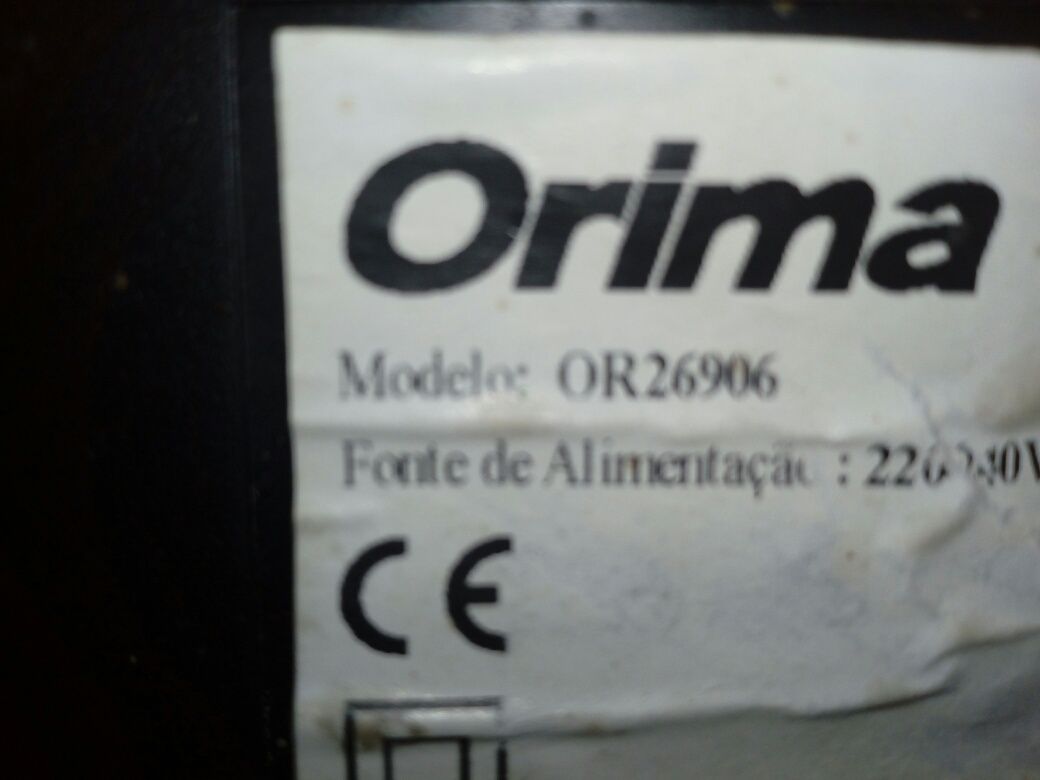 Orima
Modelo: OR26906
Fonte de Alimentação :
CE